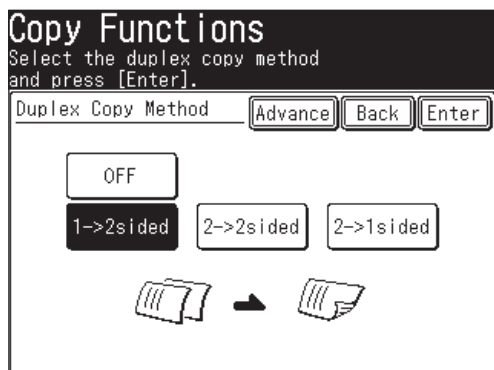 Copy Functions
Select the duplex copy method
and press [Enter].
Duplex Copy Method Advance Back Enter
OFF
1->2sided 2->2sided 2->1sided